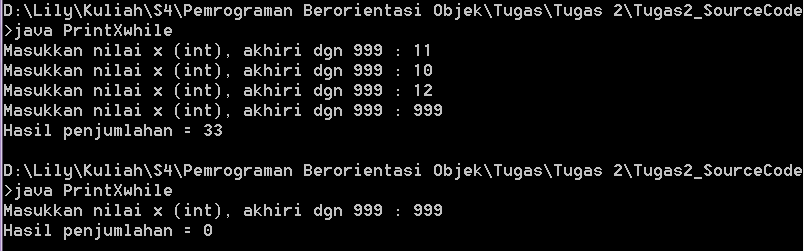 D:\Lily\Kuliah\S4\Pemrograman Berorientasi Objek\Tugas\Tugas 2\Tugas2_SourceCode
>java PrintXwhile
Masukkan nilai x (int), akhiri dgn 999 : 11
Masukkan nilai x (int), akhiri dgn 999 : 10
Masukkan nilai x (int), akhiri dgn 999 : 12
Masukkan nilai x (int), akhiri dgn 999 : 999
Hasil penjumlahan = 33
D:\Lily\Kuliah\S4\Pemrograman Berorientasi Objek\Tugas\Tugas 2\Tugas2_SourceCode
>java PrintXwhile
Masukkan nilai x (int), akhiri dgn 999 : 999
Hasil penjumlahan = 0